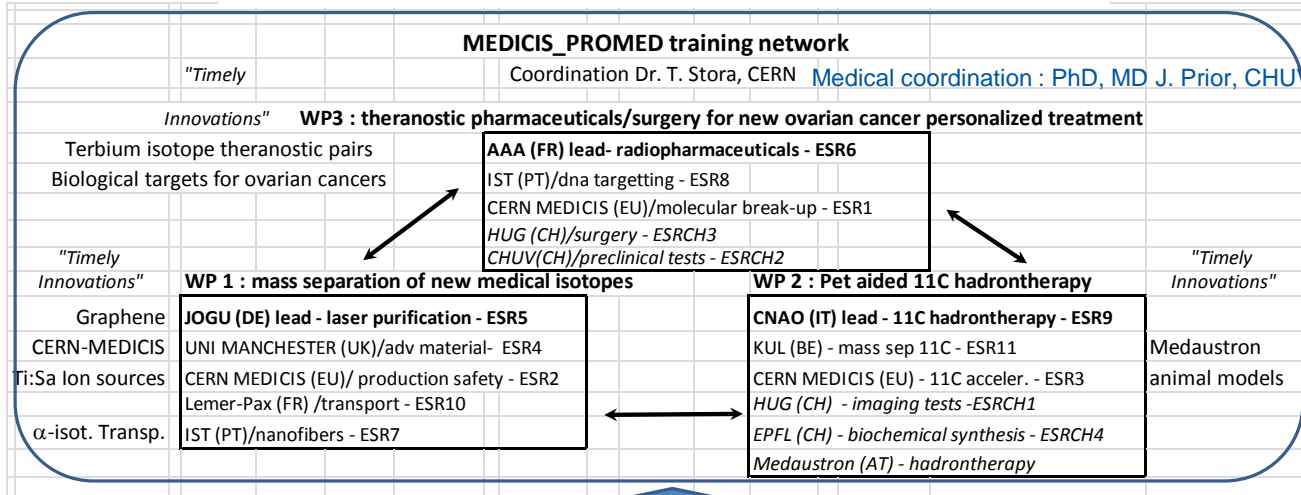 MEDICIS_PROMED training network
"Timely Coordination Dr. T. Stora, CERN Medical coordination : PhD, MD J. Prior, CHUV
Innovations" WP3 : theranostic pharmaceuticals/surgery for new ovarian cancer personalized treatment
Terbium isotope theranostic pairs
Biological targets for ovarian cancers
AAA (FR) lead- radiopharmaceuticals - ESR6
IST (PT)/dna targetting - ESR8
CERN MEDICIS (EU)/molecular break-up - ESR1
HUG (CH)/surgery - ESRCH3
CHUV(CH)/preclinical tests - ESRCH2
"Timely
Innovations"
WP 1 : mass separation of new medical isotopes
Graphene
CERN-MEDICIS
Ti:Sa Ion sources
α-isot. Transp.
JOGU (DE) lead - laser purification - ESR5
UNI MANCHESTER (UK)/adv material- ESR4
CERN MEDICIS (EU)/ production safety - ESR2
Lemer-Pax (FR) /transport - ESR10
IST (PT)/nanofibers - ESR7
WP 2 : Pet aided 11C hadrontherapy
CNAO (IT) lead - 11C hadrontherapy - ESR9
KUL (BE) - mass sep 11C - ESR11
CERN MEDICIS (EU) - 11C acceler. - ESR3
HUG (CH) - imaging tests -ESRCH1
EPFL (CH) - biochemical synthesis - ESRCH4
Medaustron (AT) - hadrontherapy
"Timely
Innovations"
Medaustron
animal models